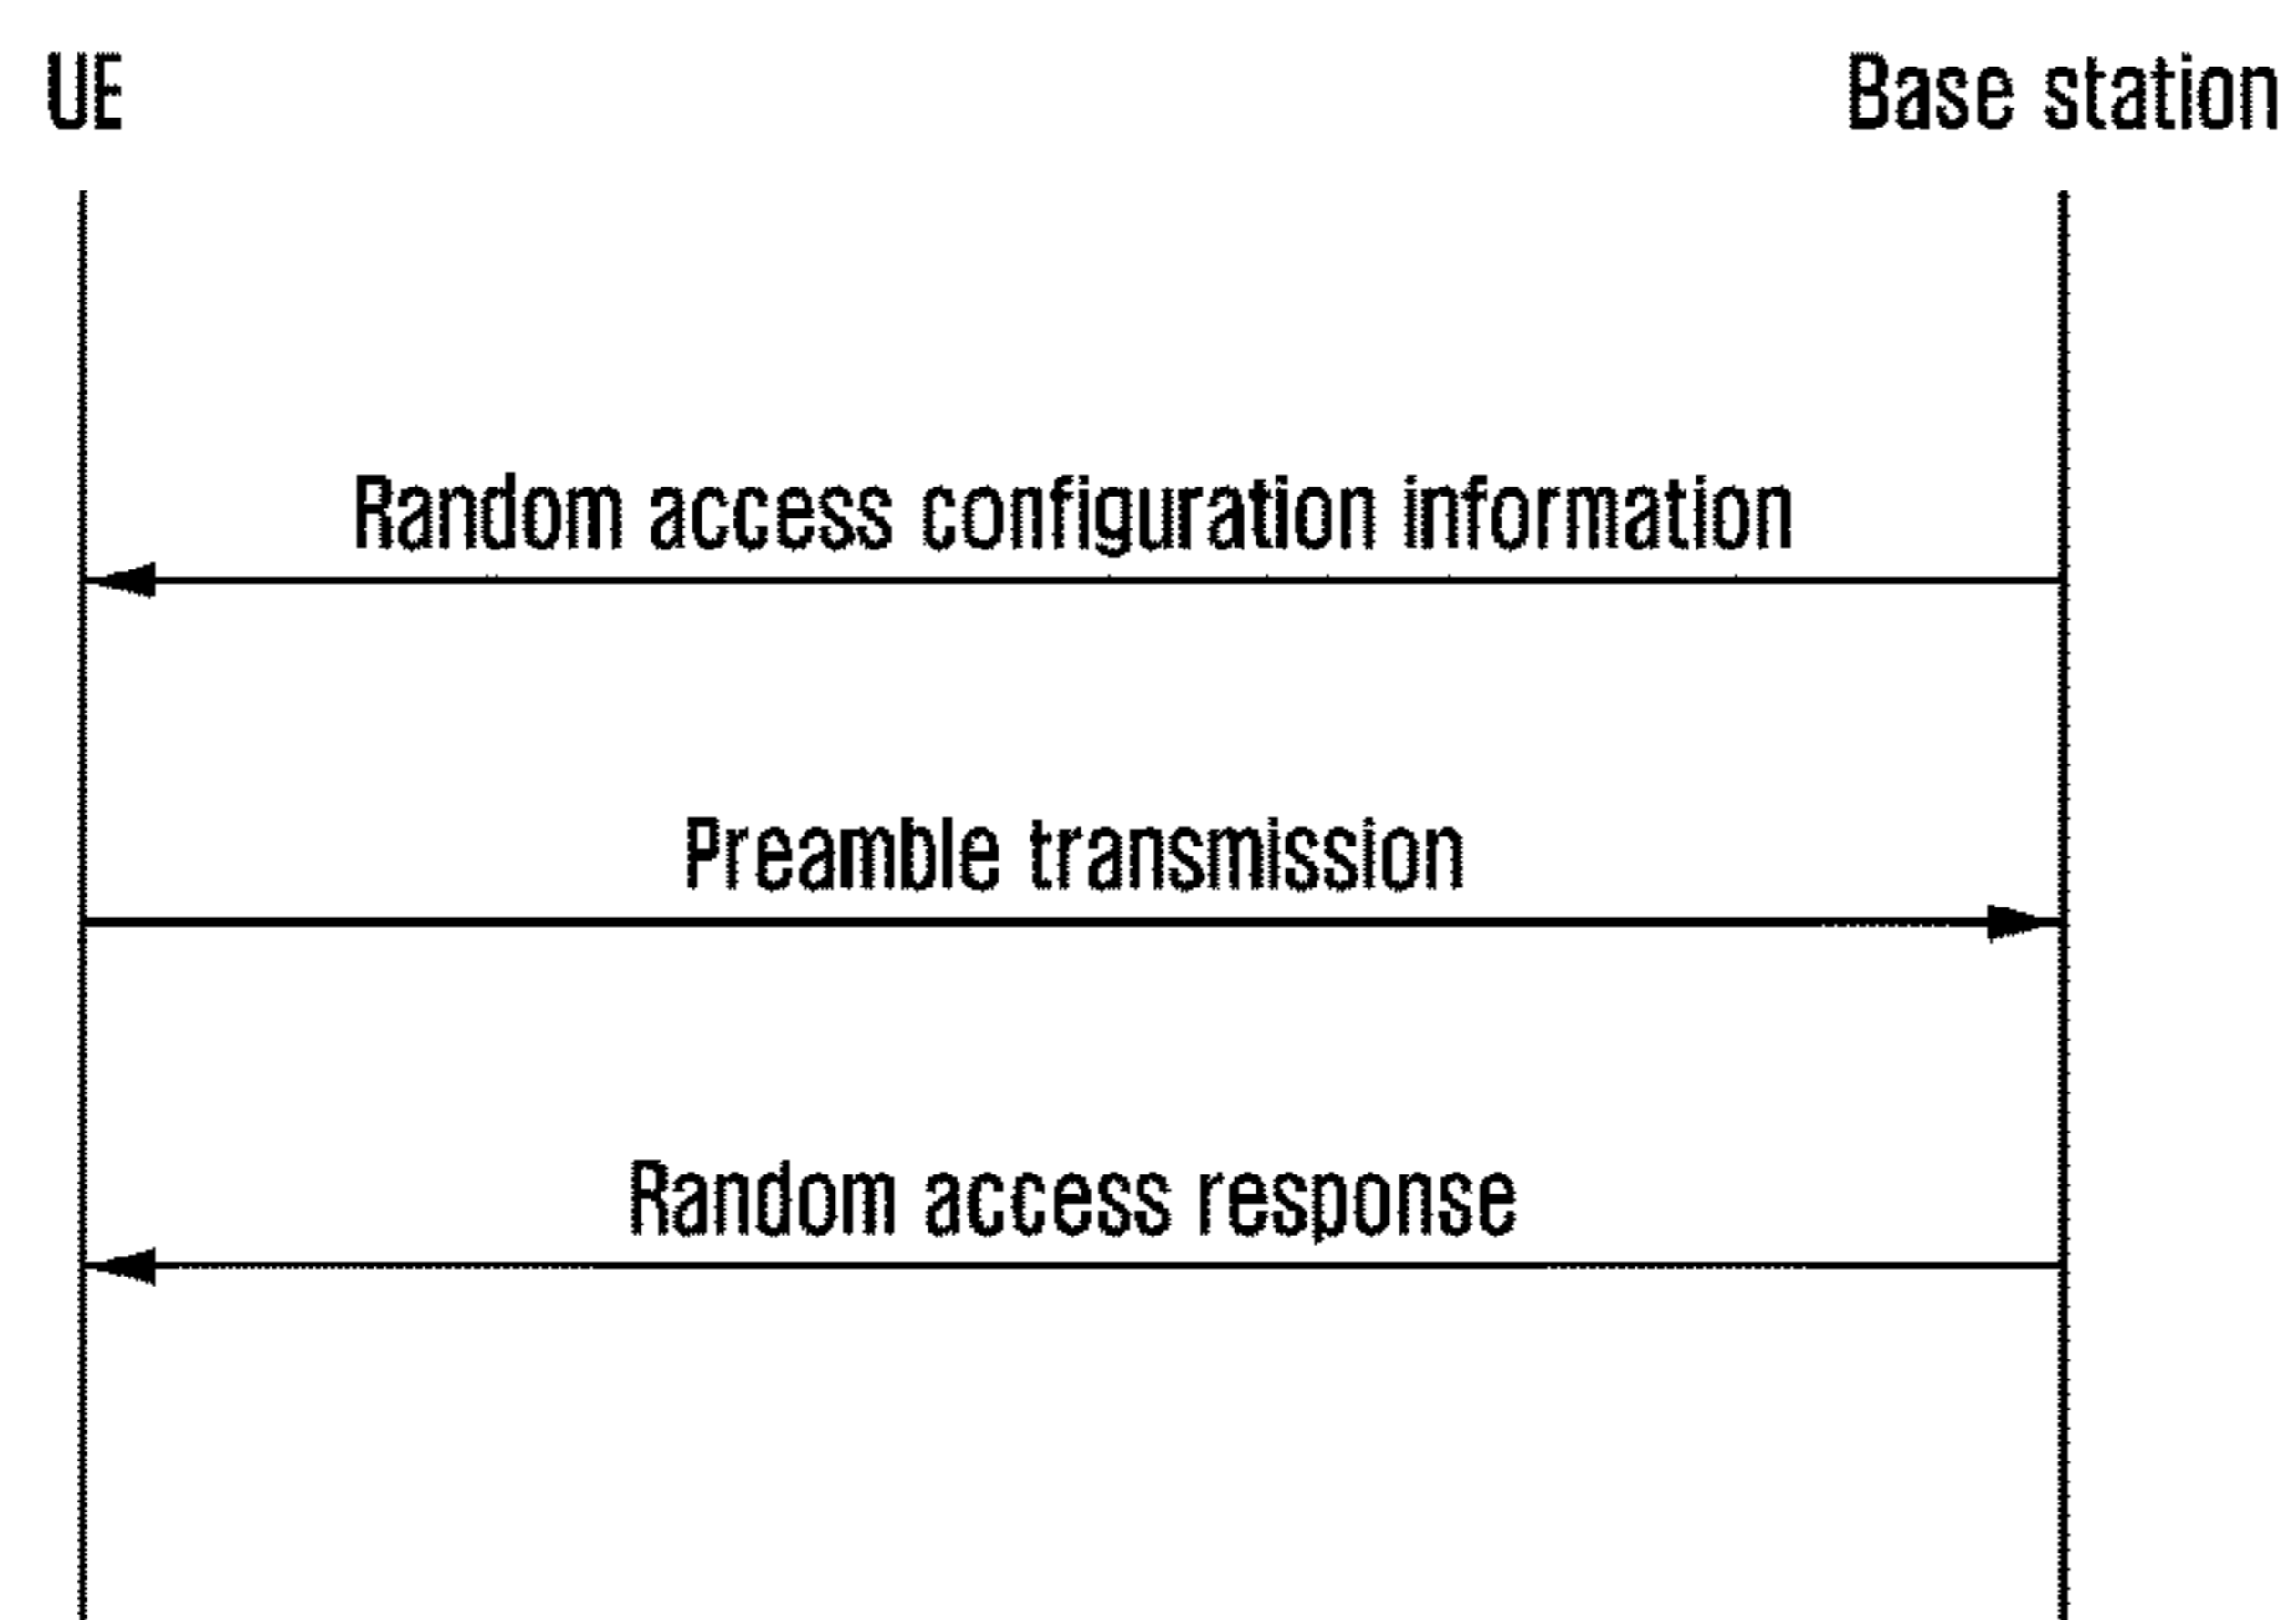 UE
Base station
Random access configuration information
Preamble transmission
Random access response